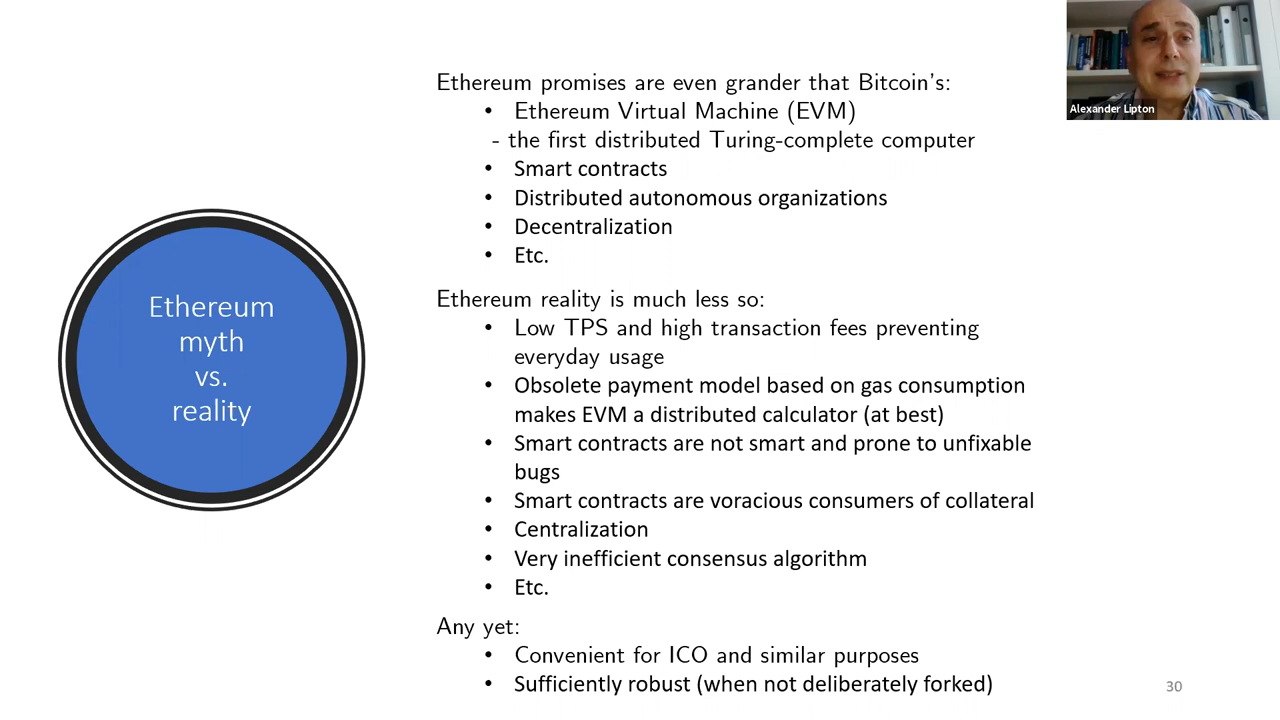 Alexander Lipton
Ethereum promises are even grander that Bitcoin's:
• Ethereum Virtual Machine (EVM)
- the first distributed Turing-complete computer
• Smart contracts
• Distributed autonomous organizations
• Decentralization
• Etc.
Ethereum
myth
vs.
reality
Ethereum reality is much less so:
• Low TPS and high transaction fees preventing
everyday usage
• Obsolete payment model based on gas consumption
makes EVM a distributed calculator (at best)
• Smart contracts are not smart and prone to unfixable
bugs
• Smart contracts are voracious consumers of collateral
• Centralization
• Very inefficient consensus algorithm
• Etc.
Any yet:
• Convenient for ICO and similar purposes
• Sufficiently robust (when not deliberately forked)
30